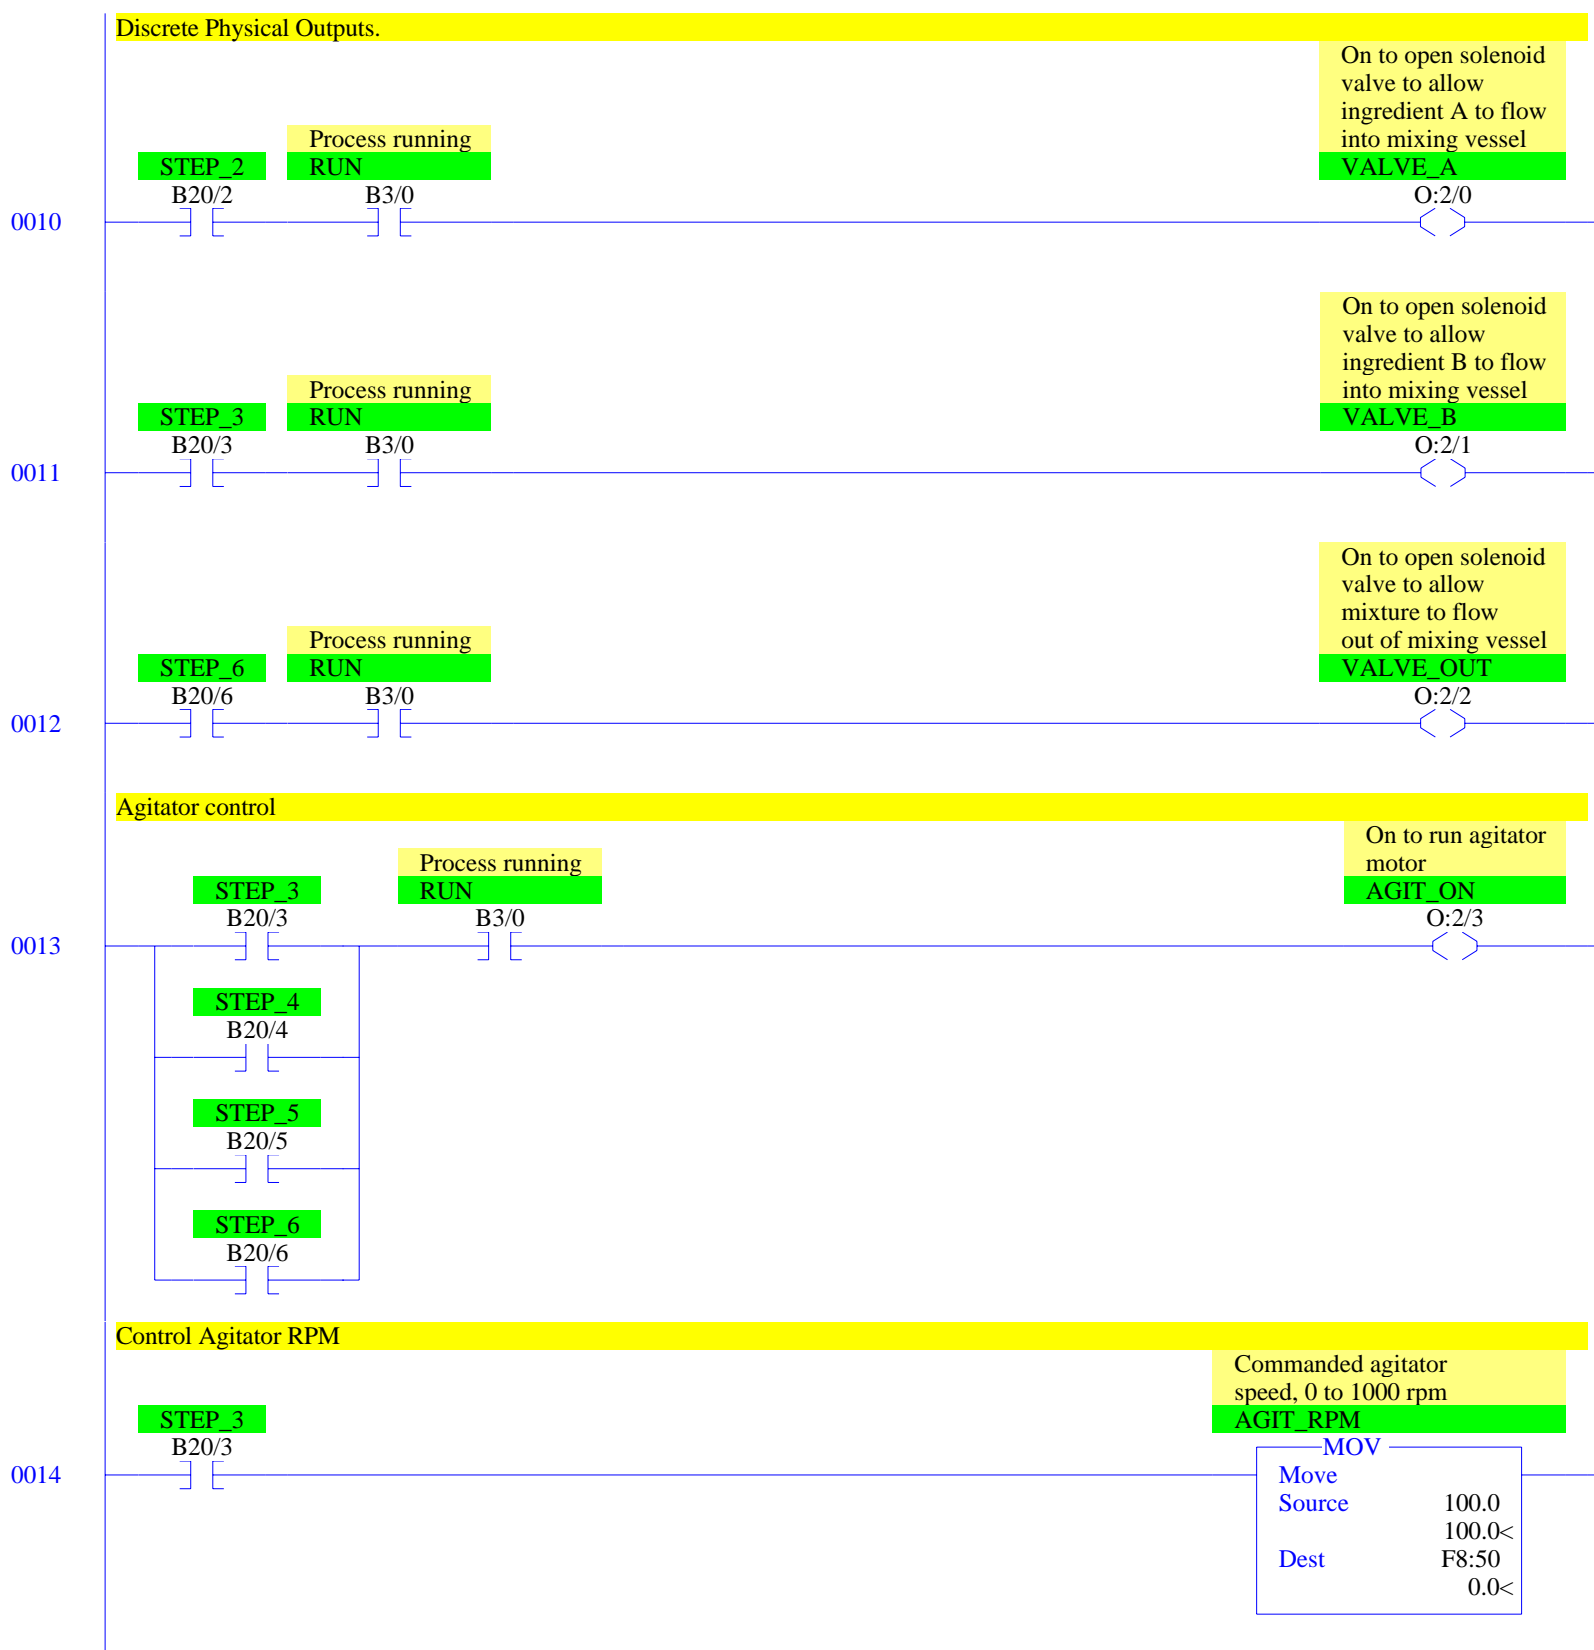 Discrete Physical Outputs.
On to open solenoid
valve to allow
ingredient A to flow
into mixing vessel
Process running
STEP_2 RUN VALVE_A
B20/2 B3/0 O:2/0
0010
On to open solenoid
valve to allow
ingredient B to flow
into mixing vessel
Process running
STEP_3 RUN VALVE_B
B20/3 B3/0 O:2/1
0011
On to open solenoid
valve to allow
mixture to flow
out of mixing vessel
Process running
STEP_6 RUN VALVE_OUT
B20/6 B3/0 O:2/2
0012
Agitator control
On to run agitator
motor
Process running
STEP_3 RUN AGIT_ON
B20/3 B3/0 O:2/3
0013
STEP_4
B20/4
STEP_5
B20/5
STEP_6
B20/6
Control Agitator RPM
Commanded agitator
speed, 0 to 1000 rpm
STEP_3 AGIT_RPM
B20/3 MOV
0014 Move
Source 100.0
100.0<
Dest F8:50
0.0<